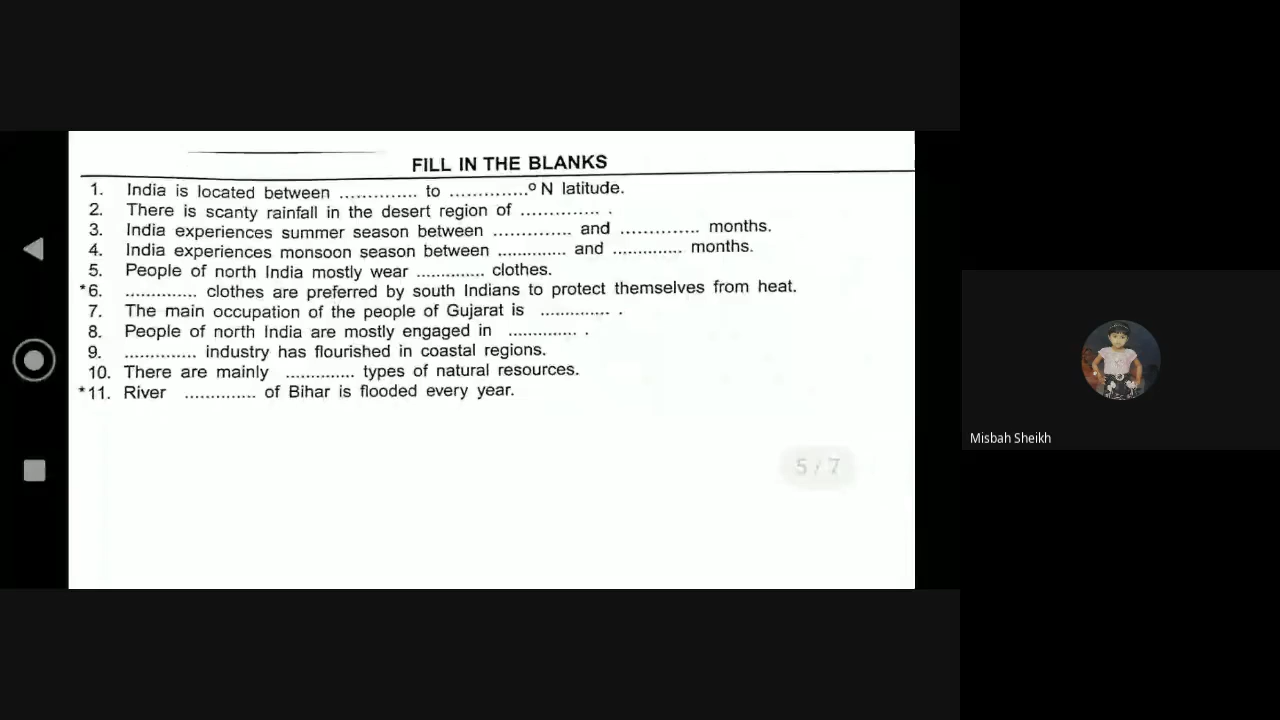 FILL IN THE BLANKS
1. India is located between .............. to ..............° N latitude.
2. There is scanty rainfall in the desert region of .............. .
3. India experiences summer season between .............. and .............. months.
4. India experiences monsoon season between ............. and ............. months.
5. People of north India mostly wear ............. clothes.
*6. ............. clothes are preferred by south Indians to protect themselves from heat.
7. The main occupation of the people of Gujarat is ............. .
8. People of north India are mostly engaged in ............. .
9. ............. industry has flourished in coastal regions.
10. There are mainly ............. types of natural resources.
*11. River ............. of Bihar is flooded every year.
5 / 7
Misbah Sheikh